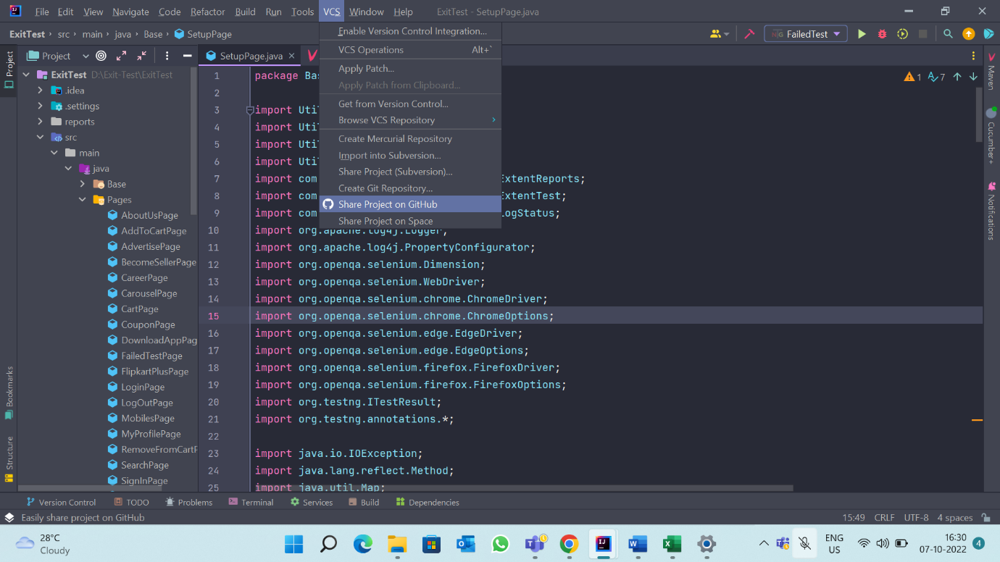 File Edit View Navigate Code Refactor Build Run Tools VCS Window Help ExitTest - SetupPage.java
ExitTest › src › main › java › Base › SetupPage
FailedTest
Enable Version Control Integration...
VCS Operations Alt+`
Apply Patch...
Apply Patch from Clipboard...
Get from Version Control...
Browse VCS Repository
Create Mercurial Repository
Import into Subversion...
Share Project (Subversion)...
Create Git Repository...
Share Project on GitHub
Share Project on Space
Project
Bookmarks
Structure
Project
ExitTest D:\Exit-Test\ExitTest
.idea
.settings
reports
src
main
java
Base
Pages
AboutUsPage
AddToCartPage
AdvertisePage
BecomeSellerPage
CareerPage
CarouselPage
CartPage
CouponPage
DownloadAppPag
FailedTestPage
FlipkartPlusPage
LoginPage
LogOutPage
MobilesPage
MyProfilePage
RemoveFromCartP
SearchPage
SignInPage
SetupPage.java
1 7
1 package Bas
2
3 import Util
4 import Util
5 import Util
6 import Util
7 import com ExtentReports;
8 import com ExtentTest;
9 import com LogStatus;
10 import org.apache.log4j.Logger;
11 import org.apache.log4j.PropertyConfigurator;
12 import org.openqa.selenium.Dimension;
13 import org.openqa.selenium.WebDriver;
14 import org.openqa.selenium.chrome.ChromeDriver;
15 import org.openqa.selenium.chrome.ChromeOptions;
16 import org.openqa.selenium.edge.EdgeDriver;
17 import org.openqa.selenium.edge.EdgeOptions;
18 import org.openqa.selenium.firefox.FirefoxDriver;
19 import org.openqa.selenium.firefox.FirefoxOptions;
20 import org.testng.ITestResult;
21 import org.testng.annotations.*;
22
23 import java.io.IOException;
24 import java.lang.reflect.Method;
25 import java.util.Map;
Maven
Cucumber+
Notifications
Version Control TODO Problems Terminal Services Build Dependencies
Easily share project on GitHub 15:49 CRLF UTF-8 4 spaces
28°C
Cloudy
ENG
US
16:30
07-10-2022
4